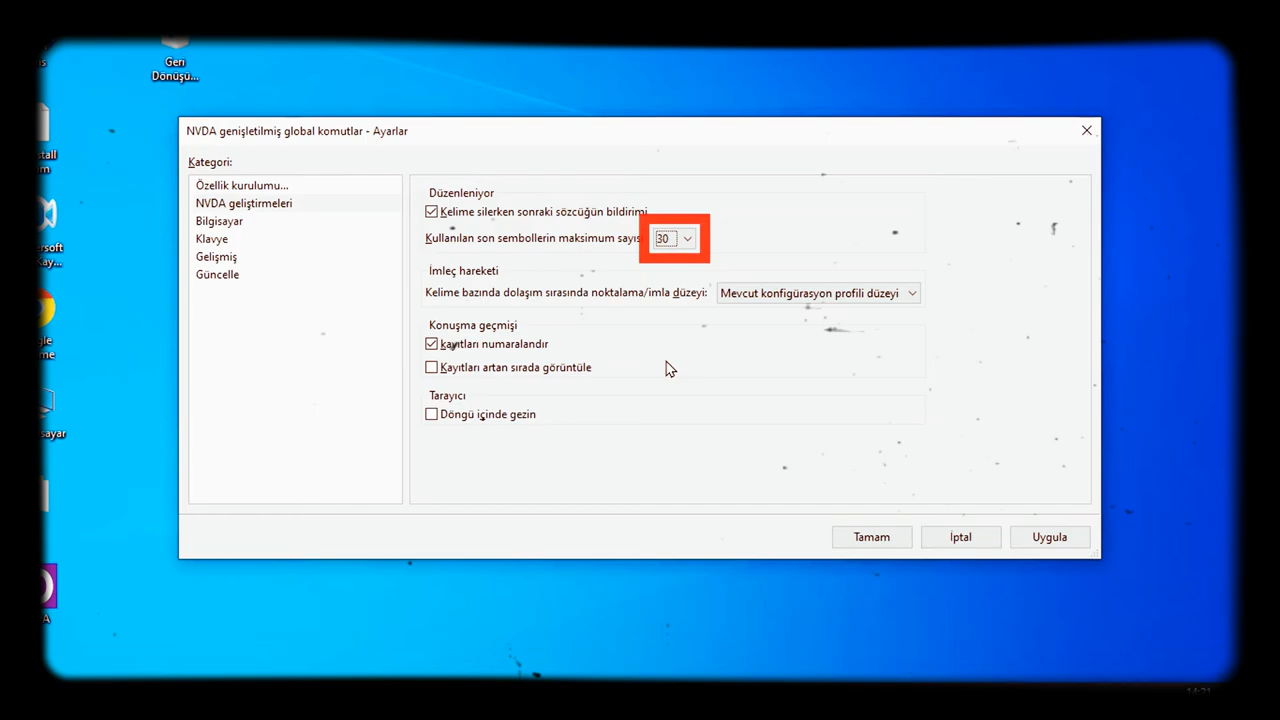 Geri
Dönüşü...
NVDA genişletilmiş global komutlar - Ayarlar
Kategori:
Özellik kurulumu...
NVDA geliştirmeleri
Bilgisayar
Klavye
Gelişmiş
Güncelle
Düzenleniyor
Kelime silerken sonraki sözcüğün bildirimi
Kullanılan son sembollerin maksimum sayıs
30
İmleç hareketi
Kelime bazında dolaşım sırasında noktalama/imla düzeyi:
Mevcut konfigürasyon profili düzeyi
Konuşma geçmişi
kayıtları numaralandır
Kayıtları artan sırada görüntüle
Tarayıcı
Döngü içinde gezin
Tamam
İptal
Uygula